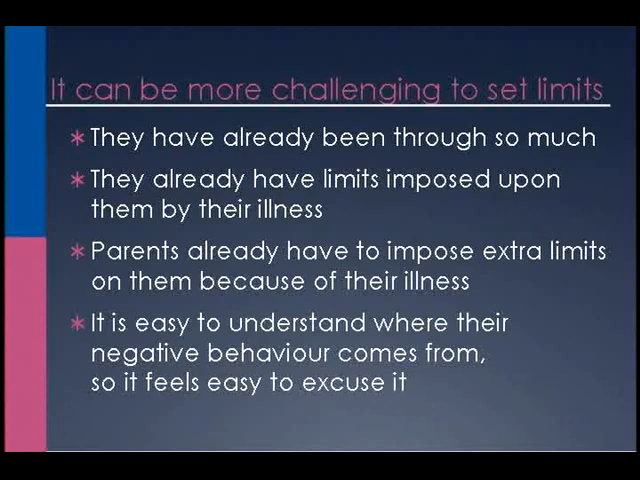 It can be more challenging to set limits
* They have already been through so much
* They already have limits imposed upon
them by their illness
* Parents already have to impose extra limits
on them because of their illness
* It is easy to understand where their
negative behaviour comes from,
so it feels easy to excuse it